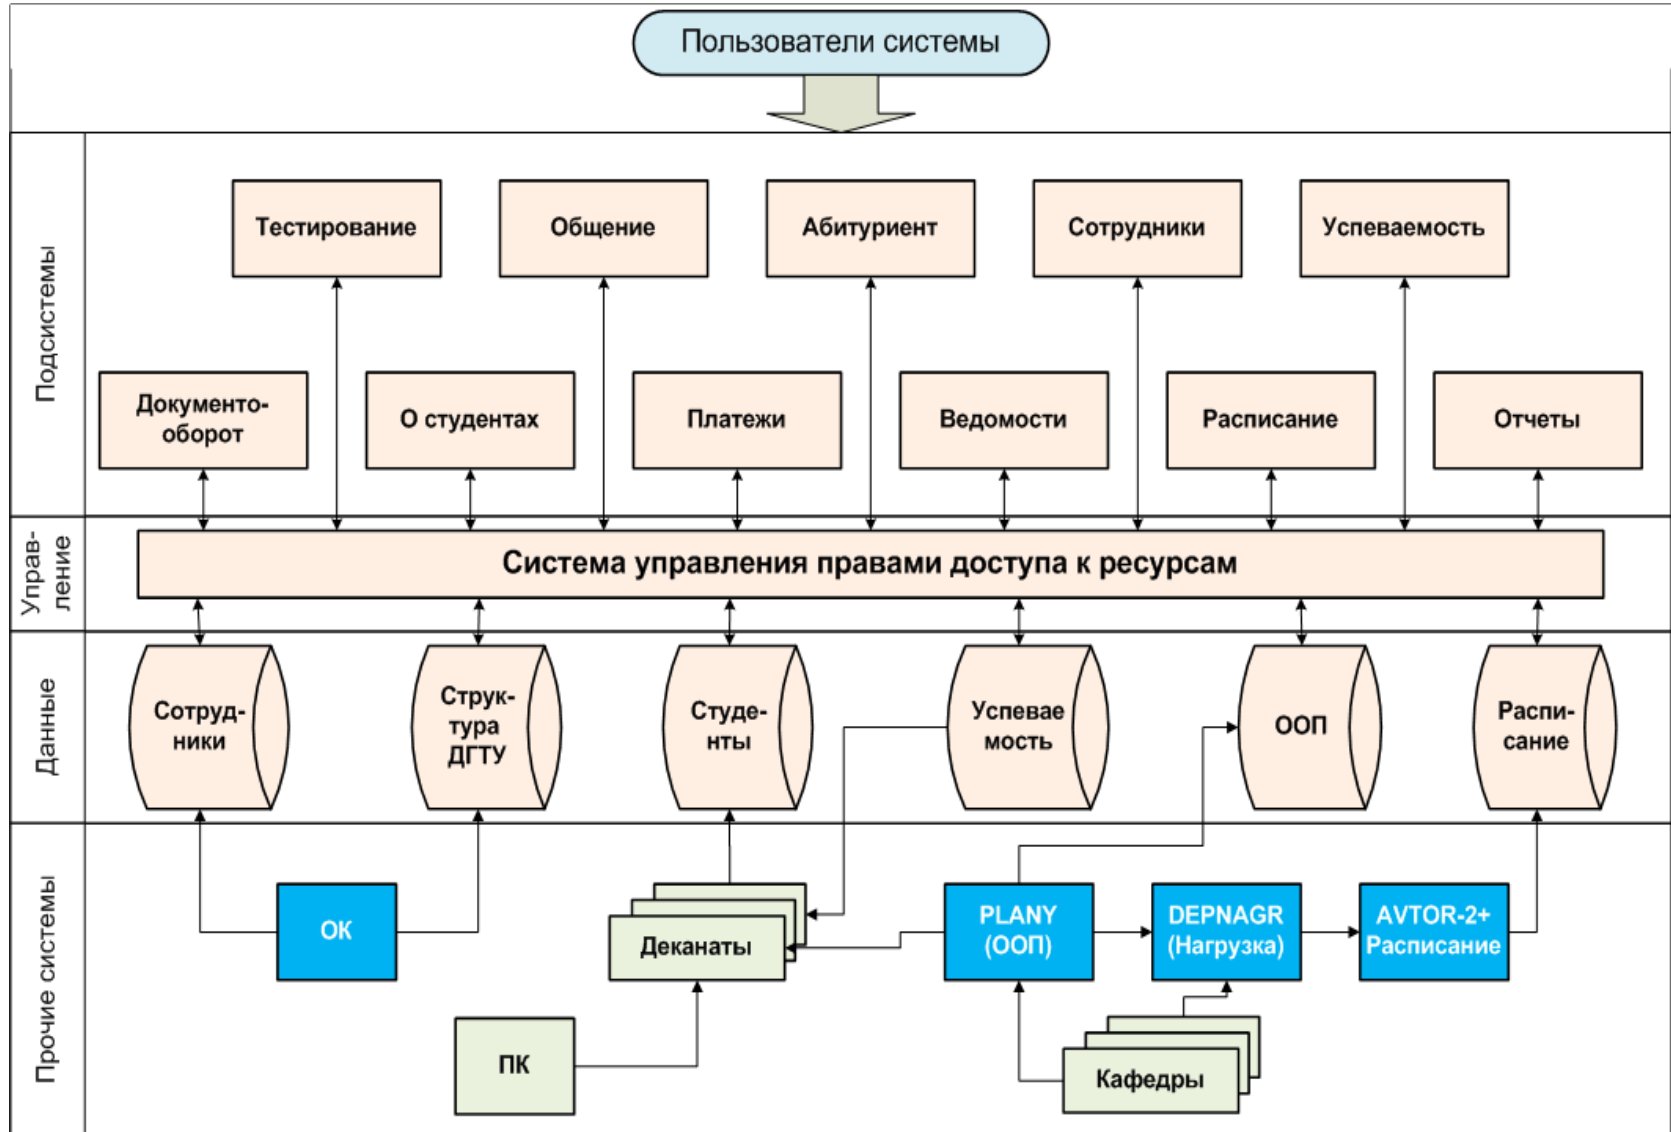 Пользователи системы
Подсистемы
Тестирование
Общение
Абитуриент
Сотрудники
Успеваемость
Документо-
оборот
О студентах
Платежи
Ведомости
Расписание
Отчеты
Управ-
ление
Система управления правами доступа к ресурсам
Данные
Сотруд-
ники
Струк-
тура
ДГТУ
Студе-
нты
Успевае
мость
ООП
Распи-
сание
Прочие системы
ОК
Деканаты
PLANY
(ООП)
DEPNAGR
(Нагрузка)
AVTOR-2+
Расписание
ПК
Кафедры